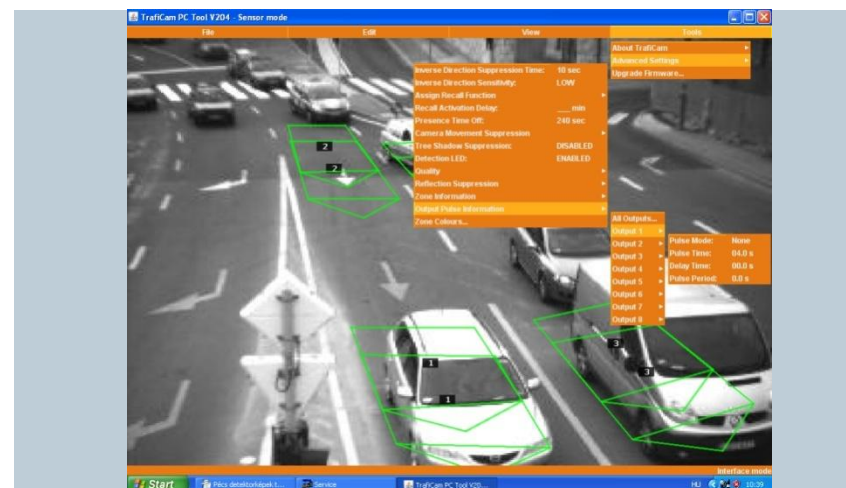 TrafiCam PC Tool V204 - Sensor mode
File Edit View Tools
About TrafiCam
Advanced Settings
Upgrade Firmware...
Inverse Direction Suppression Time: 10 sec
Inverse Direction Sensitivity: LOW
Assign Recall Function
Recall Activation Delay: ___ min
Presence Time Off: 240 sec
Camera Movement Suppression
Tree Shadow Suppression: DISABLED
Detection LED: ENABLED
Quality
Reflection Suppression
Zone Information
Output Pulse Information
Zone Colours...
All Outputs...
Output 1
Output 2
Output 3
Output 4
Output 5
Output 6
Output 7
Output 8
Pulse Mode: None
Pulse Time: 04.0 s
Delay Time: 00.0 s
Pulse Period: 0.0 s
2
2
1
1
3
3
Interface mode
Start Pécs detektorképek t... Service TrafiCam PC Tool V20... HU 10:39